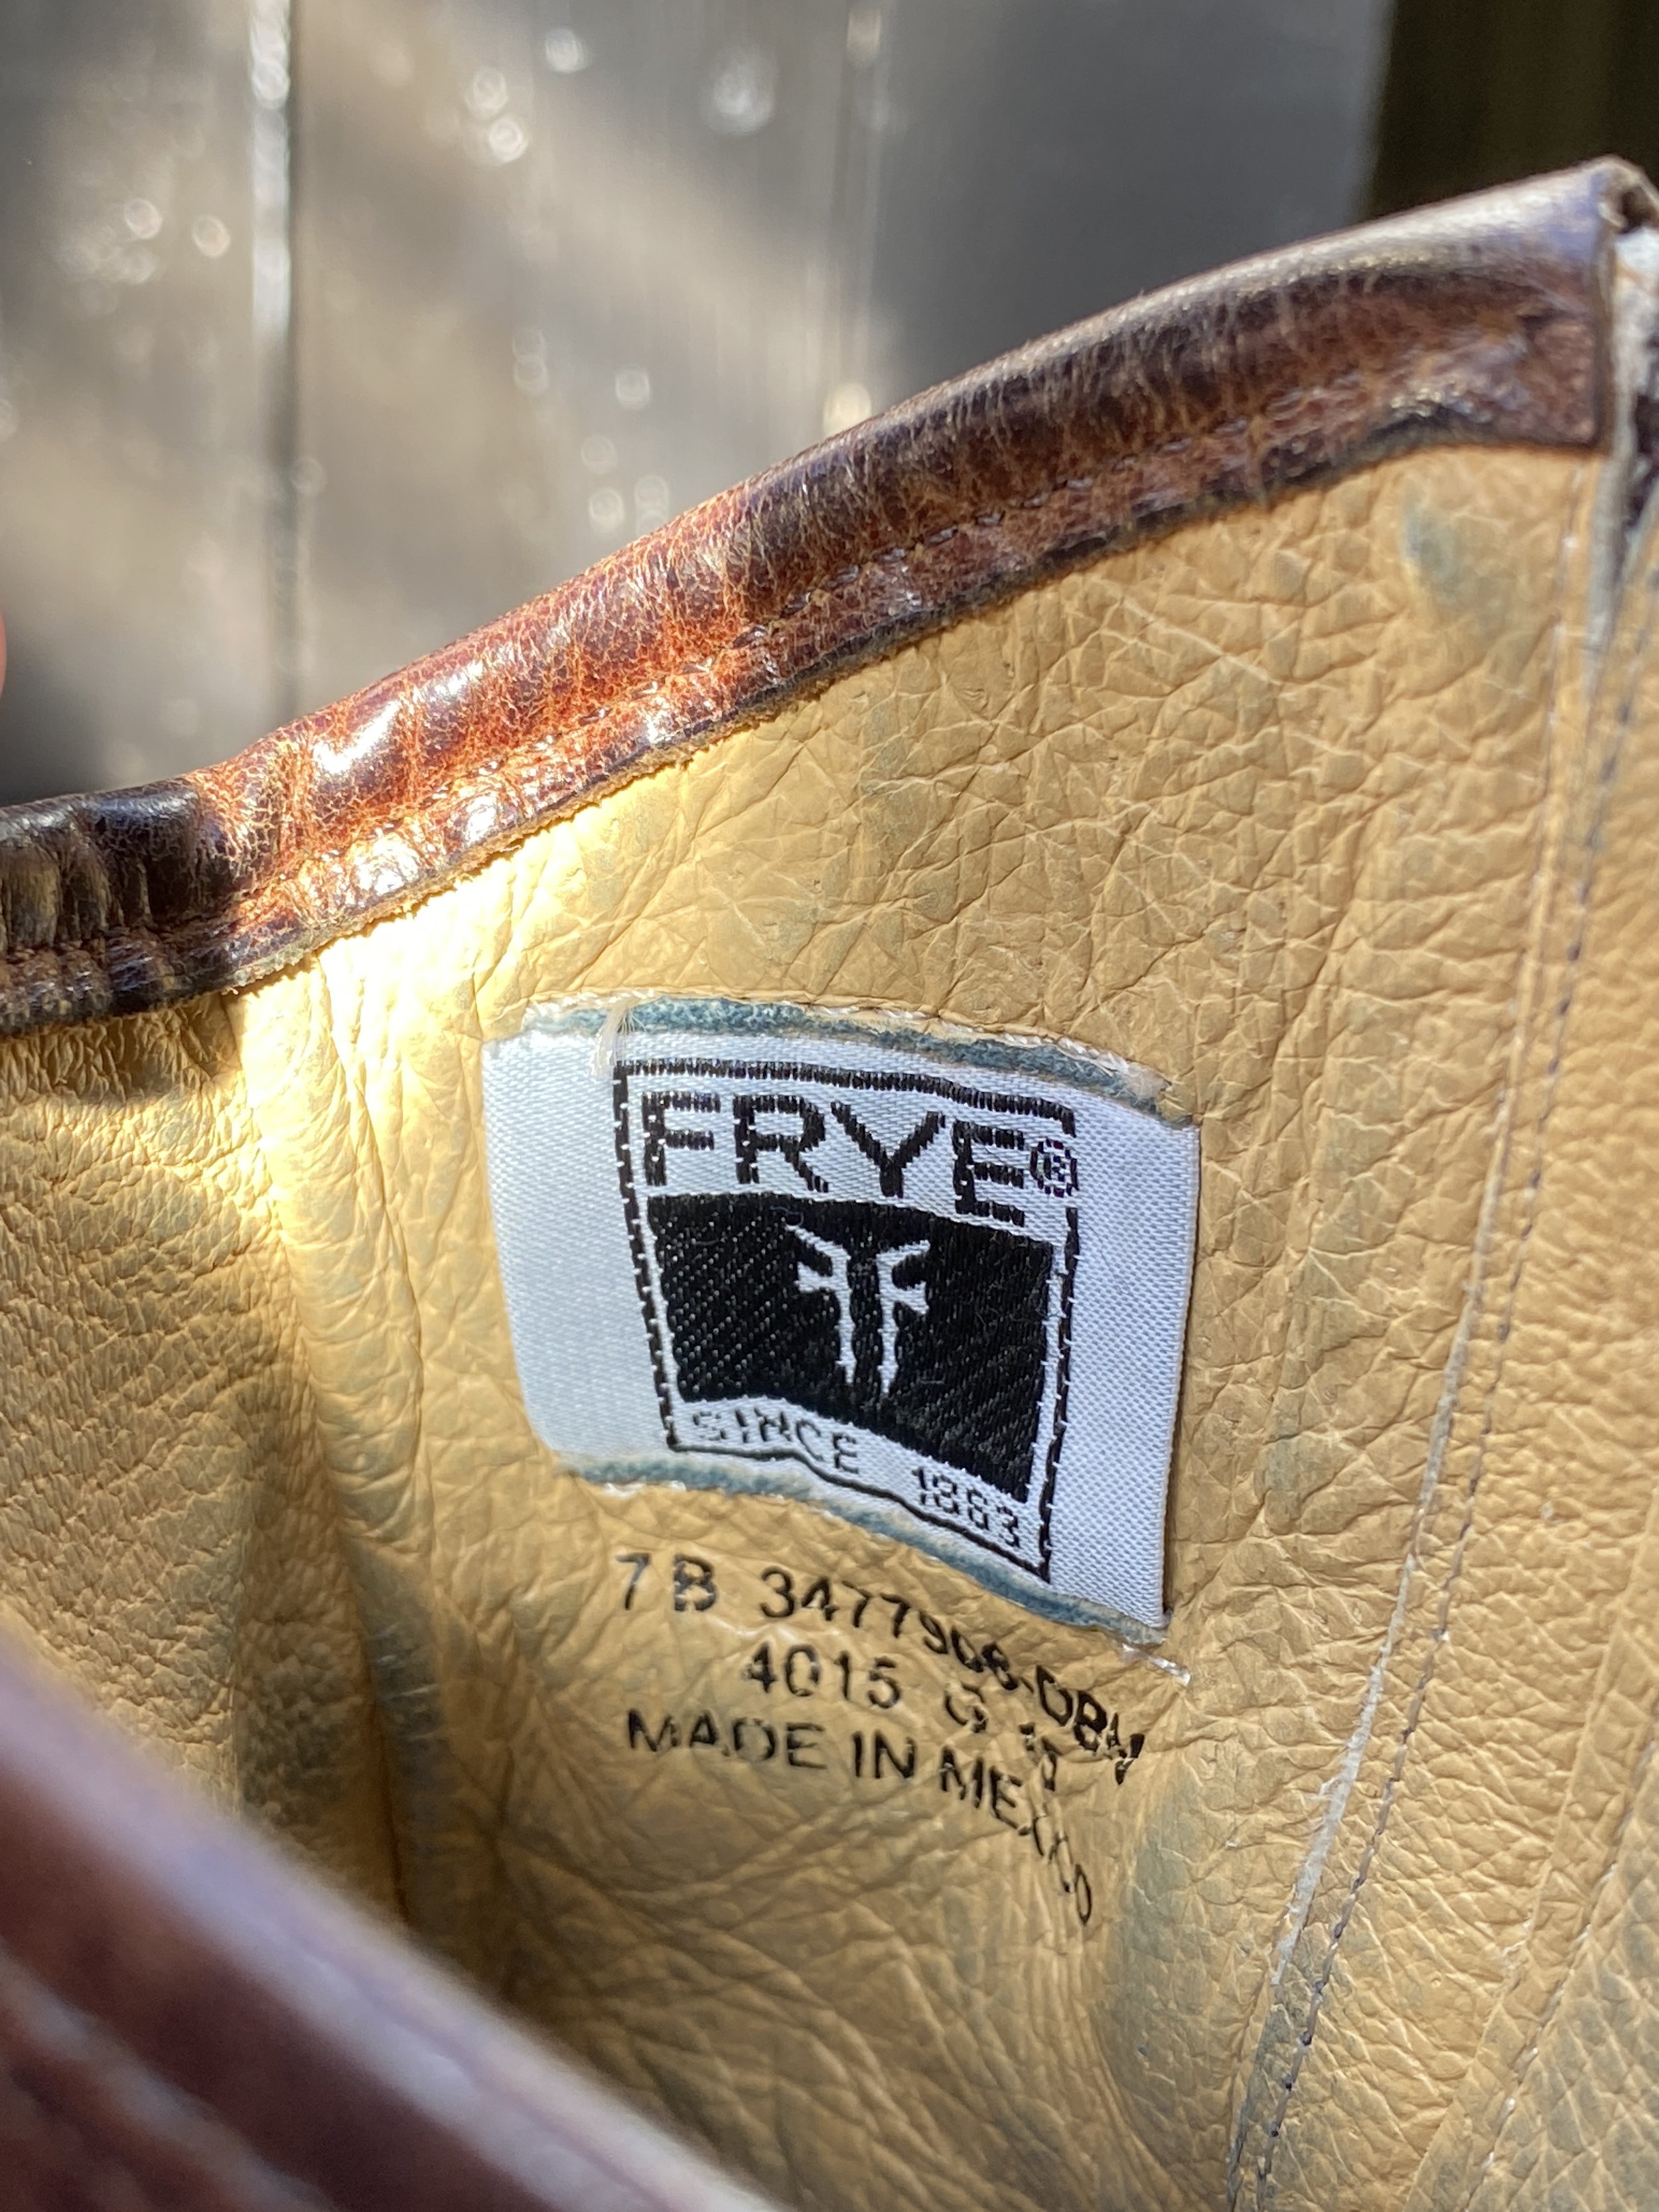 FRYE®
SINCE 1863
7 B 3477906-DBN
4015 G
MADE IN MEXICO